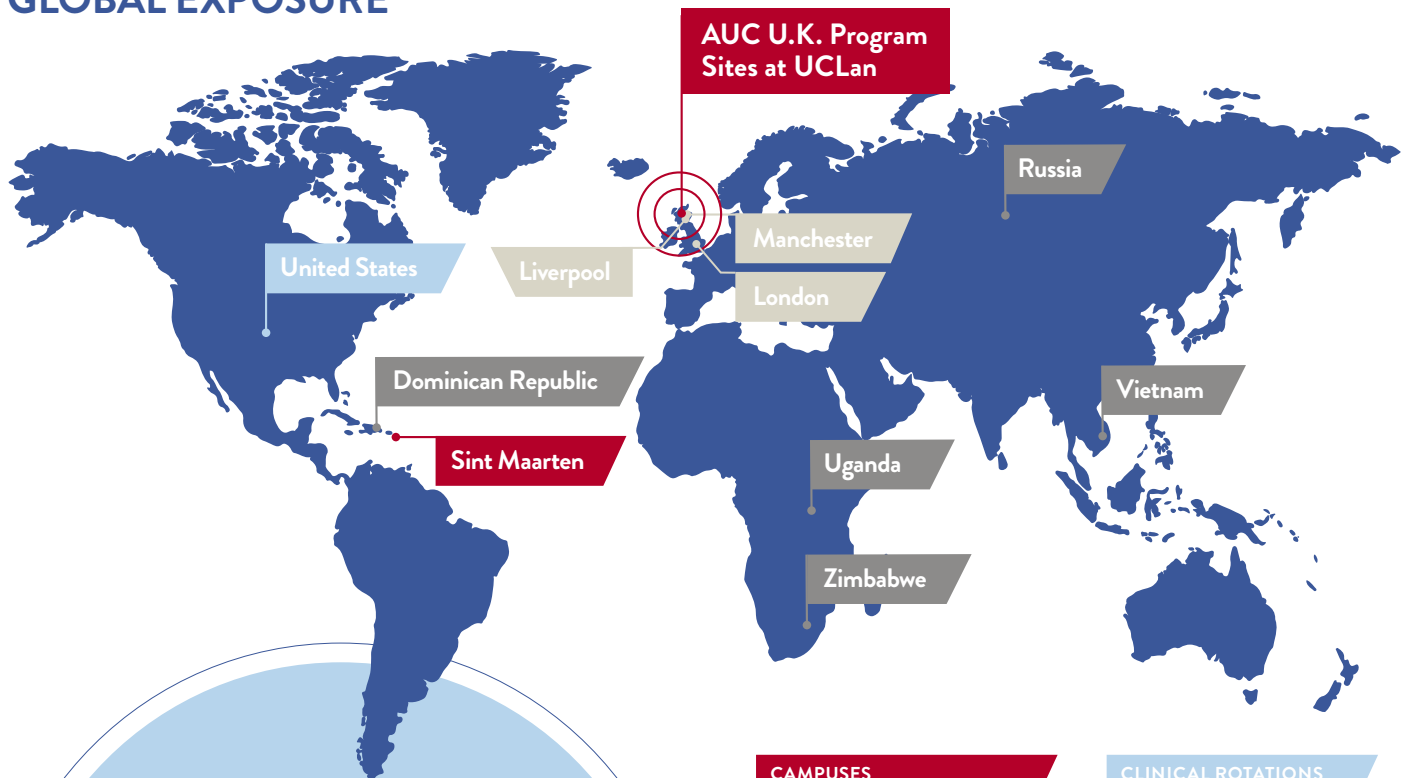 GLOBAL EXPOSURE
AUC U.K. Program
Sites at UCLan
Russia
Manchester
United States
Liverpool
London
Dominican Republic
Vietnam
Sint Maarten
Uganda
Zimbabwe
CAMPUSES
CLINICAL ROTATIONS